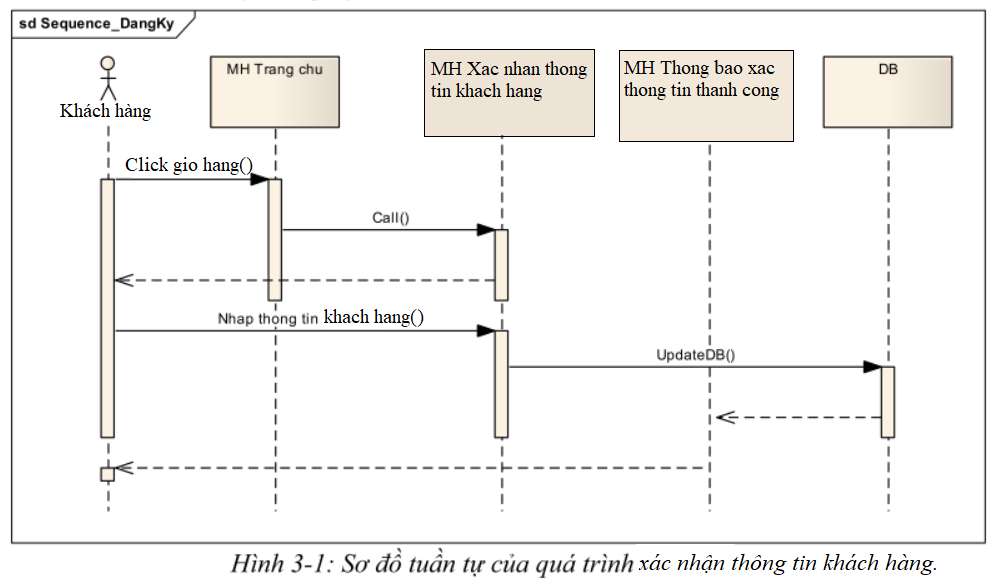 sd Sequence_DangKy
Khách hàng
MH Trang chu
MH Xac nhan thong
tin khach hang
MH Thong bao xac
thong tin thanh cong
DB
Click gio hang()
Call()
Nhap thong tin khach hang()
UpdateDB()
Hình 3-1: Sơ đồ tuần tự của quá trình xác nhận thông tin khách hàng.